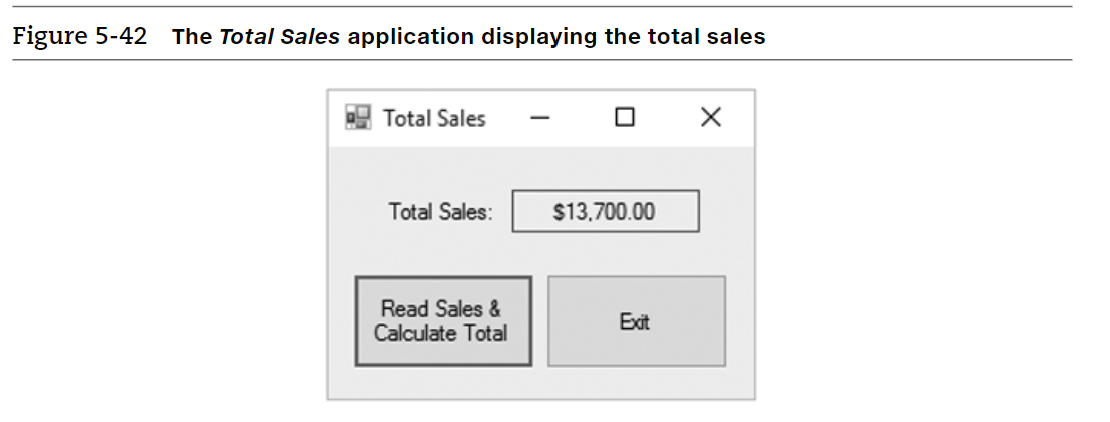 Figure 5-42 The Total Sales application displaying the total sales
Total Sales
Total Sales: $13,700.00
Read Sales &
Calculate Total
Exit